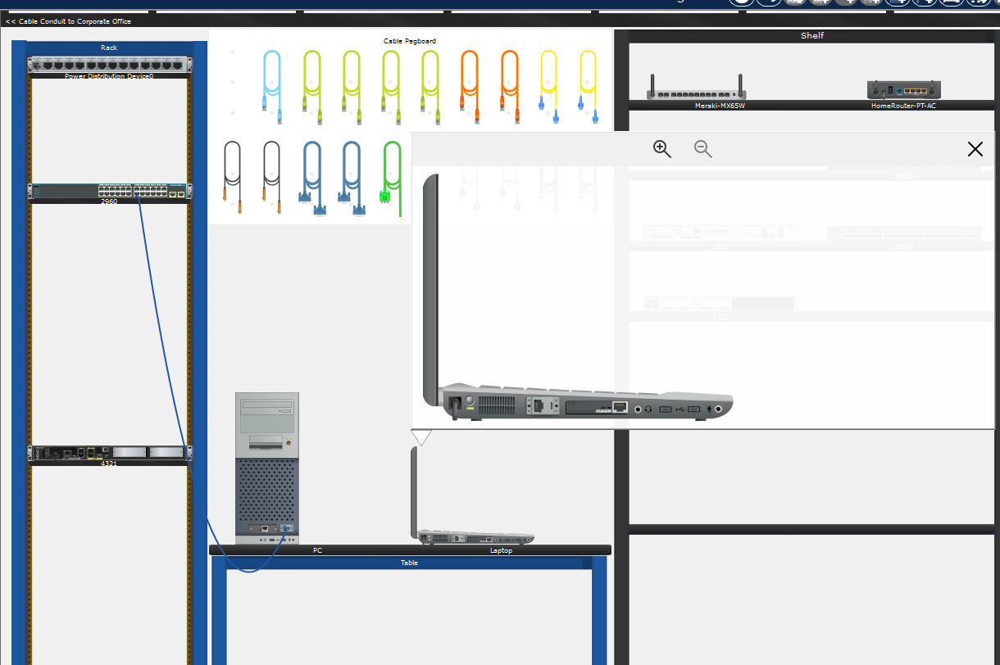 << Cable Conduit to Corporate Office
Rack
Cable Pegboard
Shelf
Power Distribution Device0
Meraki-MX65W
HomeRouter-PT-AC
2960
4321
PC
Laptop
Table